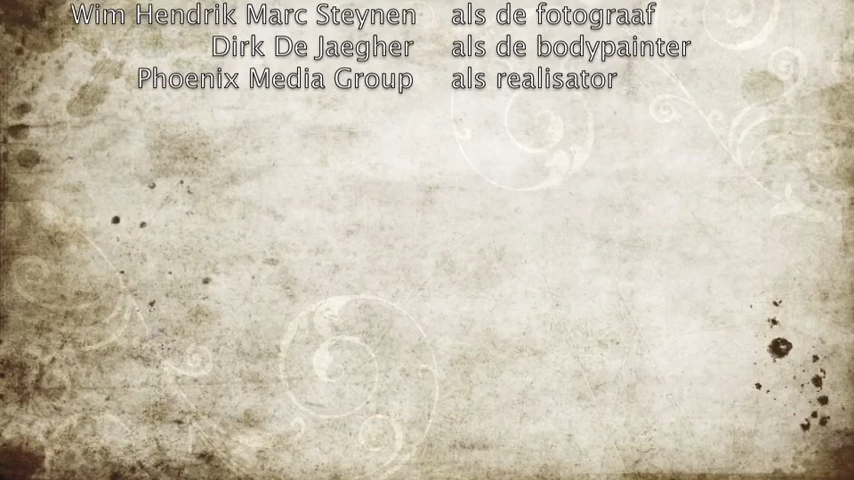 Wim Hendrik Marc Steynen als de fotograaf
Dirk De Jaegher als de bodypainter
Phoenix Media Group als realisator